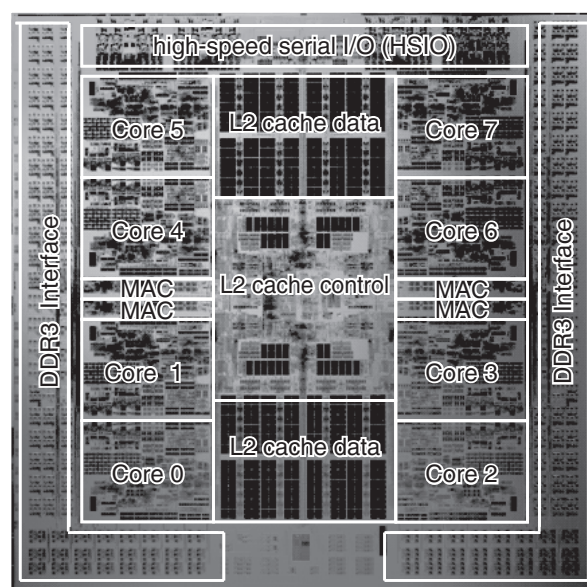 high-speed serial I/O (HSIO)
Core 5
L2 cache data
Core 7
Core 4
Core 6
L2 cache control
MAC
MAC
MAC
MAC
DDR3 Interface
DDR3 Interface
Core 1
Core 3
L2 cache data
Core 0
Core 2